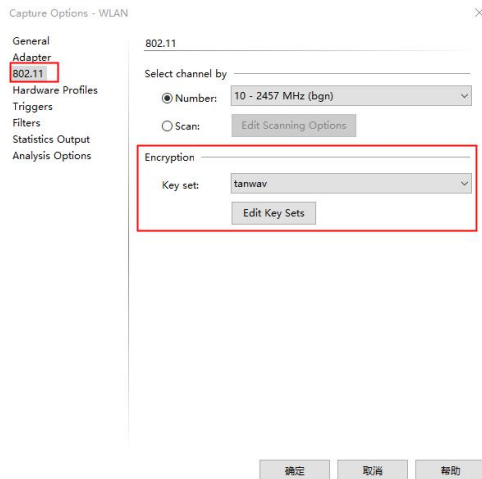 Capture Options - WLAN
General
Adapter
802.11
Hardware Profiles
Triggers
Filters
Statistics Output
Analysis Options
802.11
Select channel by
Number: 10 - 2457 MHz (bgn)
Scan: Edit Scanning Options
Encryption
Key set: tanwav
Edit Key Sets
确定 取消 帮助